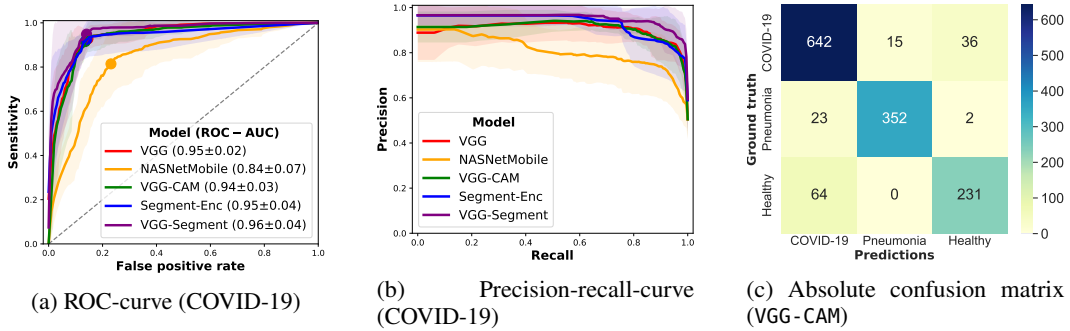 1.0
0.8
0.6
0.4
0.2
0.0
Sensitivity
Model (ROC − AUC)
VGG (0.95±0.02)
NASNetMobile (0.84±0.07)
VGG-CAM (0.94±0.03)
Segment-Enc (0.95±0.04)
VGG-Segment (0.96±0.04)
0.0 0.2 0.4 0.6 0.8 1.0
False positive rate
(a) ROC-curve (COVID-19)
1.0
0.8
0.6
0.4
0.2
0.0
Precision
Model
VGG
NASNetMobile
VGG-CAM
Segment-Enc
VGG-Segment
0.0 0.2 0.4 0.6 0.8 1.0
Recall
(b) Precision-recall-curve
(COVID-19)
Ground truth
COVID-19
Pneumonia
Healthy
642 15 36
23 352 2
64 0 231
COVID-19 Pneumonia Healthy
Predictions
600
500
400
300
200
100
0
(c) Absolute confusion matrix
(VGG-CAM)